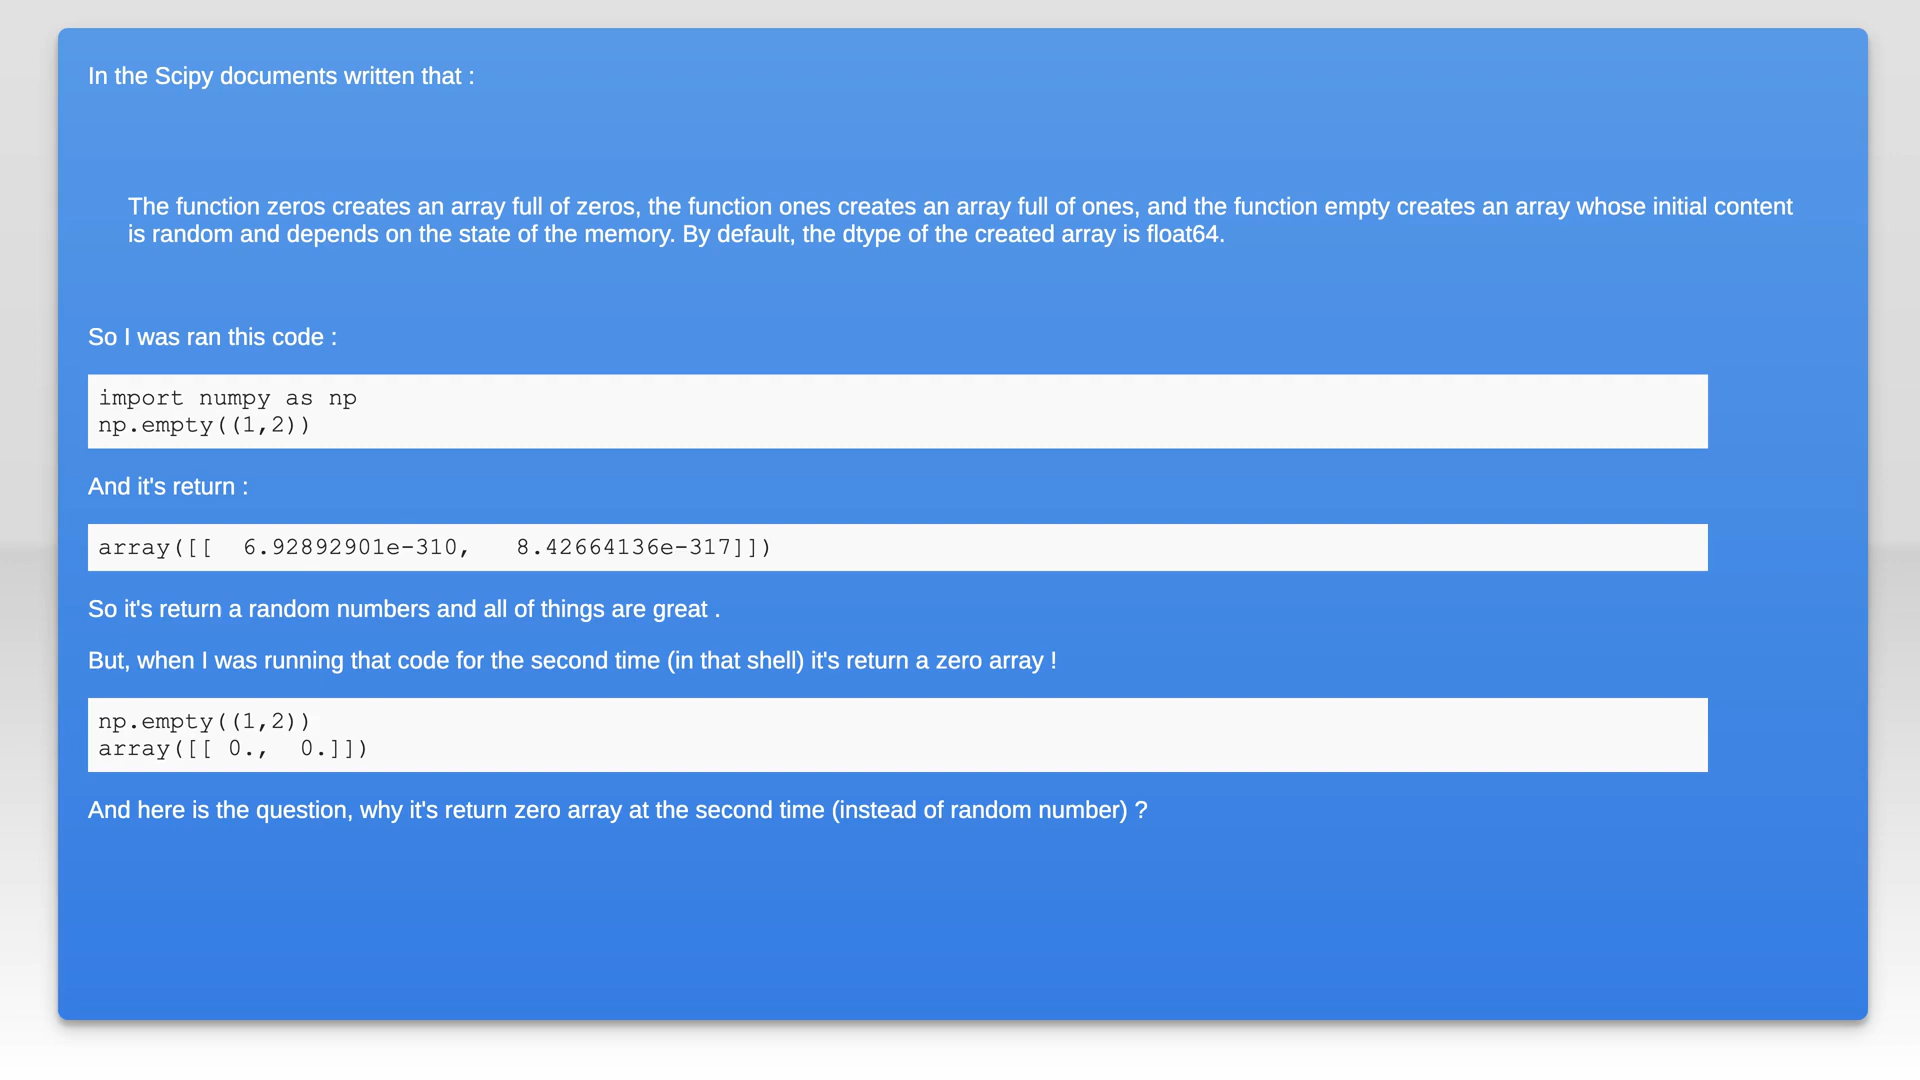 In the Scipy documents written that :
The function zeros creates an array full of zeros, the function ones creates an array full of ones, and the function empty creates an array whose initial content
is random and depends on the state of the memory. By default, the dtype of the created array is float64.
So I was ran this code :
import numpy as np
np.empty((1,2))
And it's return :
array([[  6.92892901e-310,   8.42664136e-317]])
So it's return a random numbers and all of things are great .
But, when I was running that code for the second time (in that shell) it's return a zero array !
np.empty((1,2))
array([[ 0.,  0.]])
And here is the question, why it's return zero array at the second time (instead of random number) ?